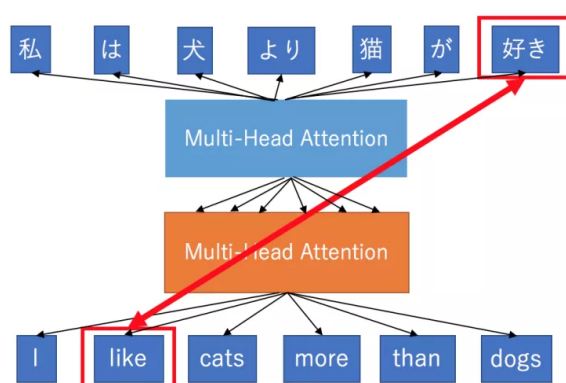 私 は 犬 より 猫 が 好き
Multi-Head Attention
Multi-Head Attention
I like cats more than dogs